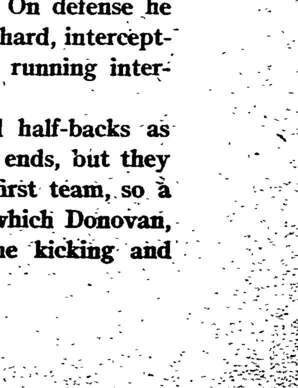 On defense he
hard, intercept-
running inter-
half-backs as
ends, but they
first team, so a
which Donovan,
kicking and